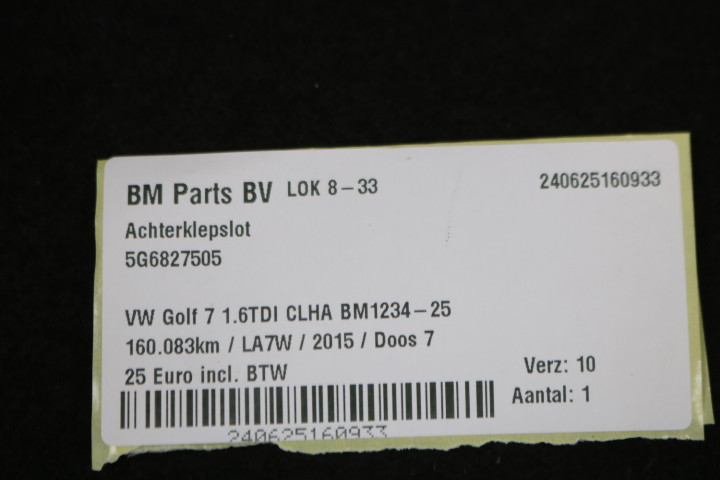 BM Parts BV LOK 8-33 240625160933
Achterklepslot
5G6827505
VW Golf 7 1.6TDI CLHA BM1234-25
160.083km / LA7W / 2015 / Doos 7
25 Euro incl. BTW Verz: 10
Aantal: 1
240625160933